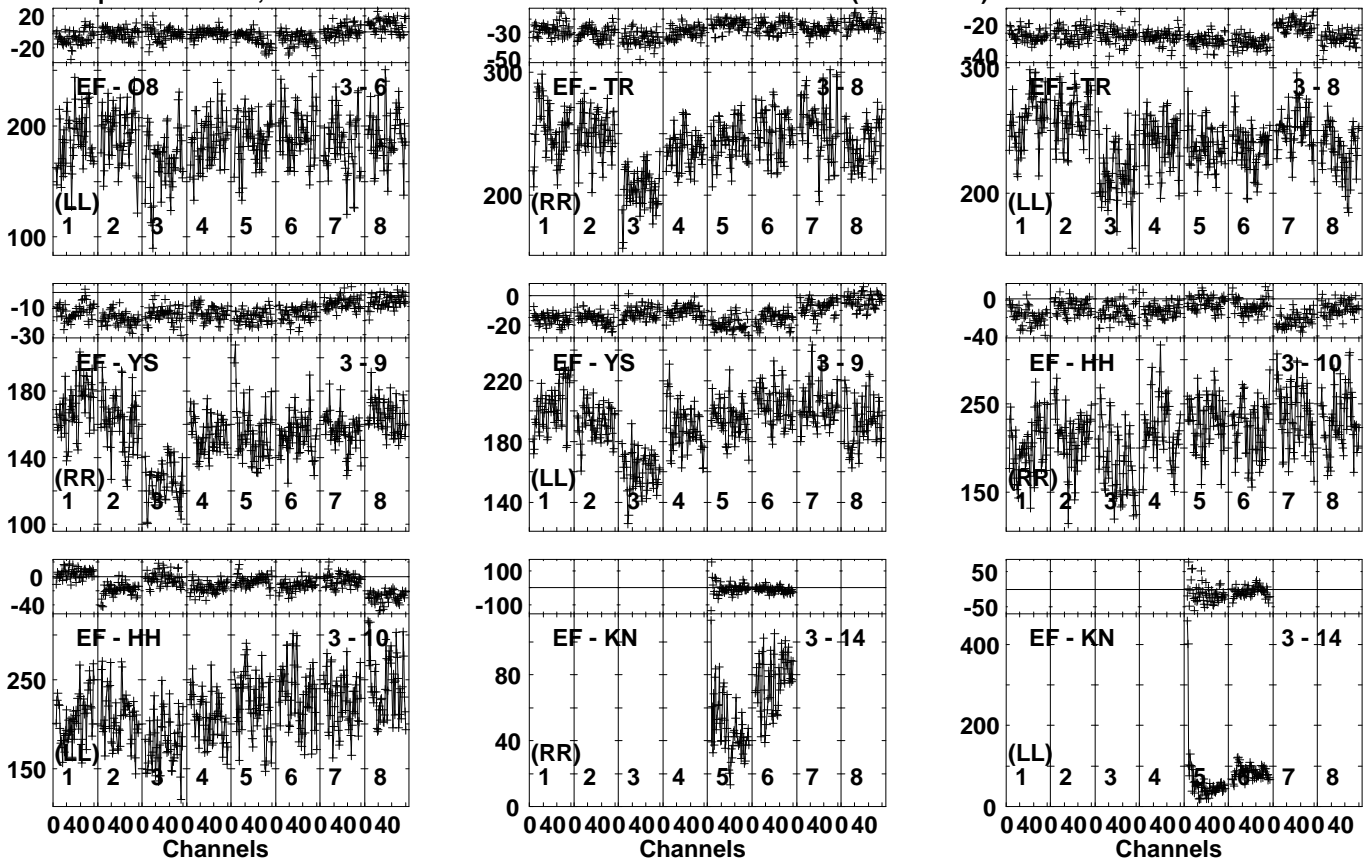 20
-20
EF - O8 3 - 6
200
(LL)
1 2 3 4 5 6 7 8
100
-30
-50
300
EF - TR 3 - 8
200
(RR)
1 2 3 4 5 6 7 8
-20
-40
300
EF - TR 3 - 8
200
(LL)
1 2 3 4 5 6 7 8
-10
-30
EF - YS 3 - 9
180
140
(RR)
1 2 3 4 5 6 7 8
100
0
-20
EF - YS 3 - 9
220
180
(LL)
1 2 3 4 5 6 7 8
140
0
-40
EF - HH 3 - 10
250
(RR)
150
1 2 3 4 5 6 7 8
0
-40
EF - HH 3 - 10
250
(LL)
150
1 2 3 4 5 6 7 8
0 40 0 40 0 40 0 40 0 40 0 40 0 40 0 40
Channels
100
-100
EF - KN 3 - 14
80
40
(RR)
1 2 3 4 5 6 7 8
0
0 40 0 40 0 40 0 40 0 40 0 40 0 40 0 40
Channels
50
-50
EF - KN 3 - 14
400
200
(LL)
1 2 3 4 5 6 7 8
0
0 40 0 40 0 40 0 40 0 40 0 40 0 40 0 40
Channels